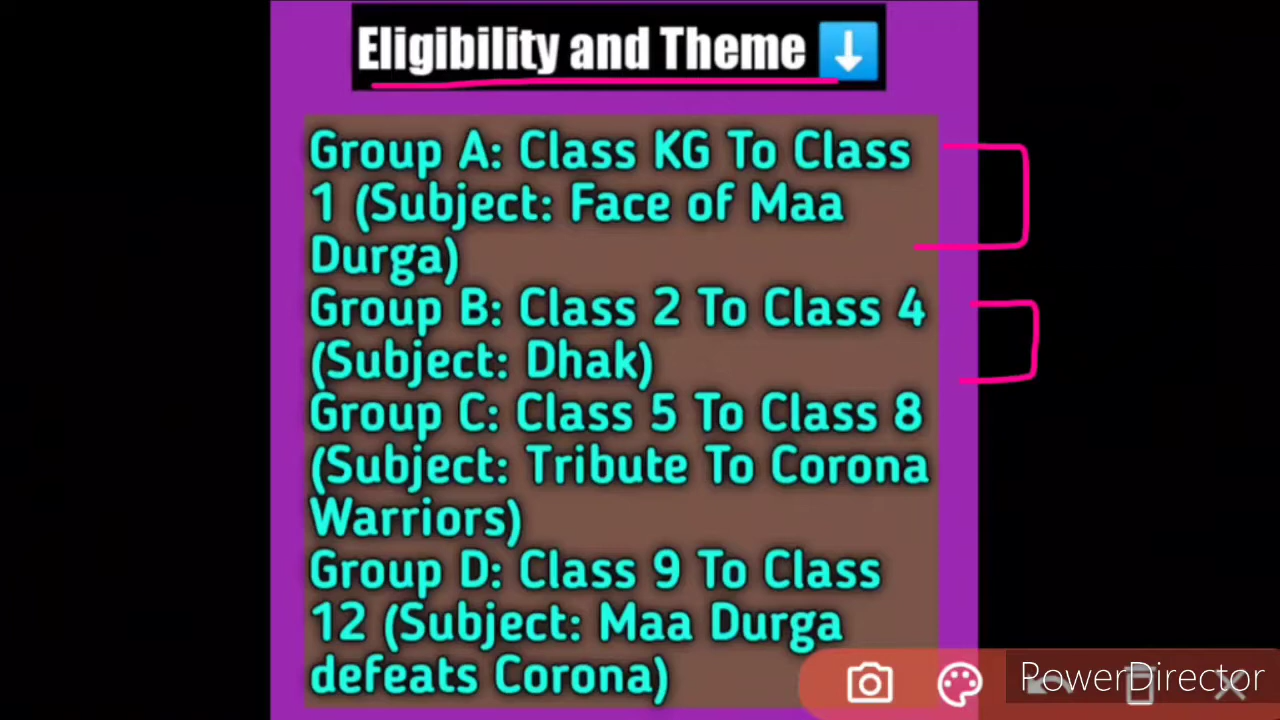 Eligibility and Theme ⬇
Group A: Class KG To Class
1 (Subject: Face of Maa
Durga)
Group B: Class 2 To Class 4
(Subject: Dhak)
Group C: Class 5 To Class 8
(Subject: Tribute To Corona
Warriors)
Group D: Class 9 To Class
12 (Subject: Maa Durga
defeats Corona)
PowerDirector